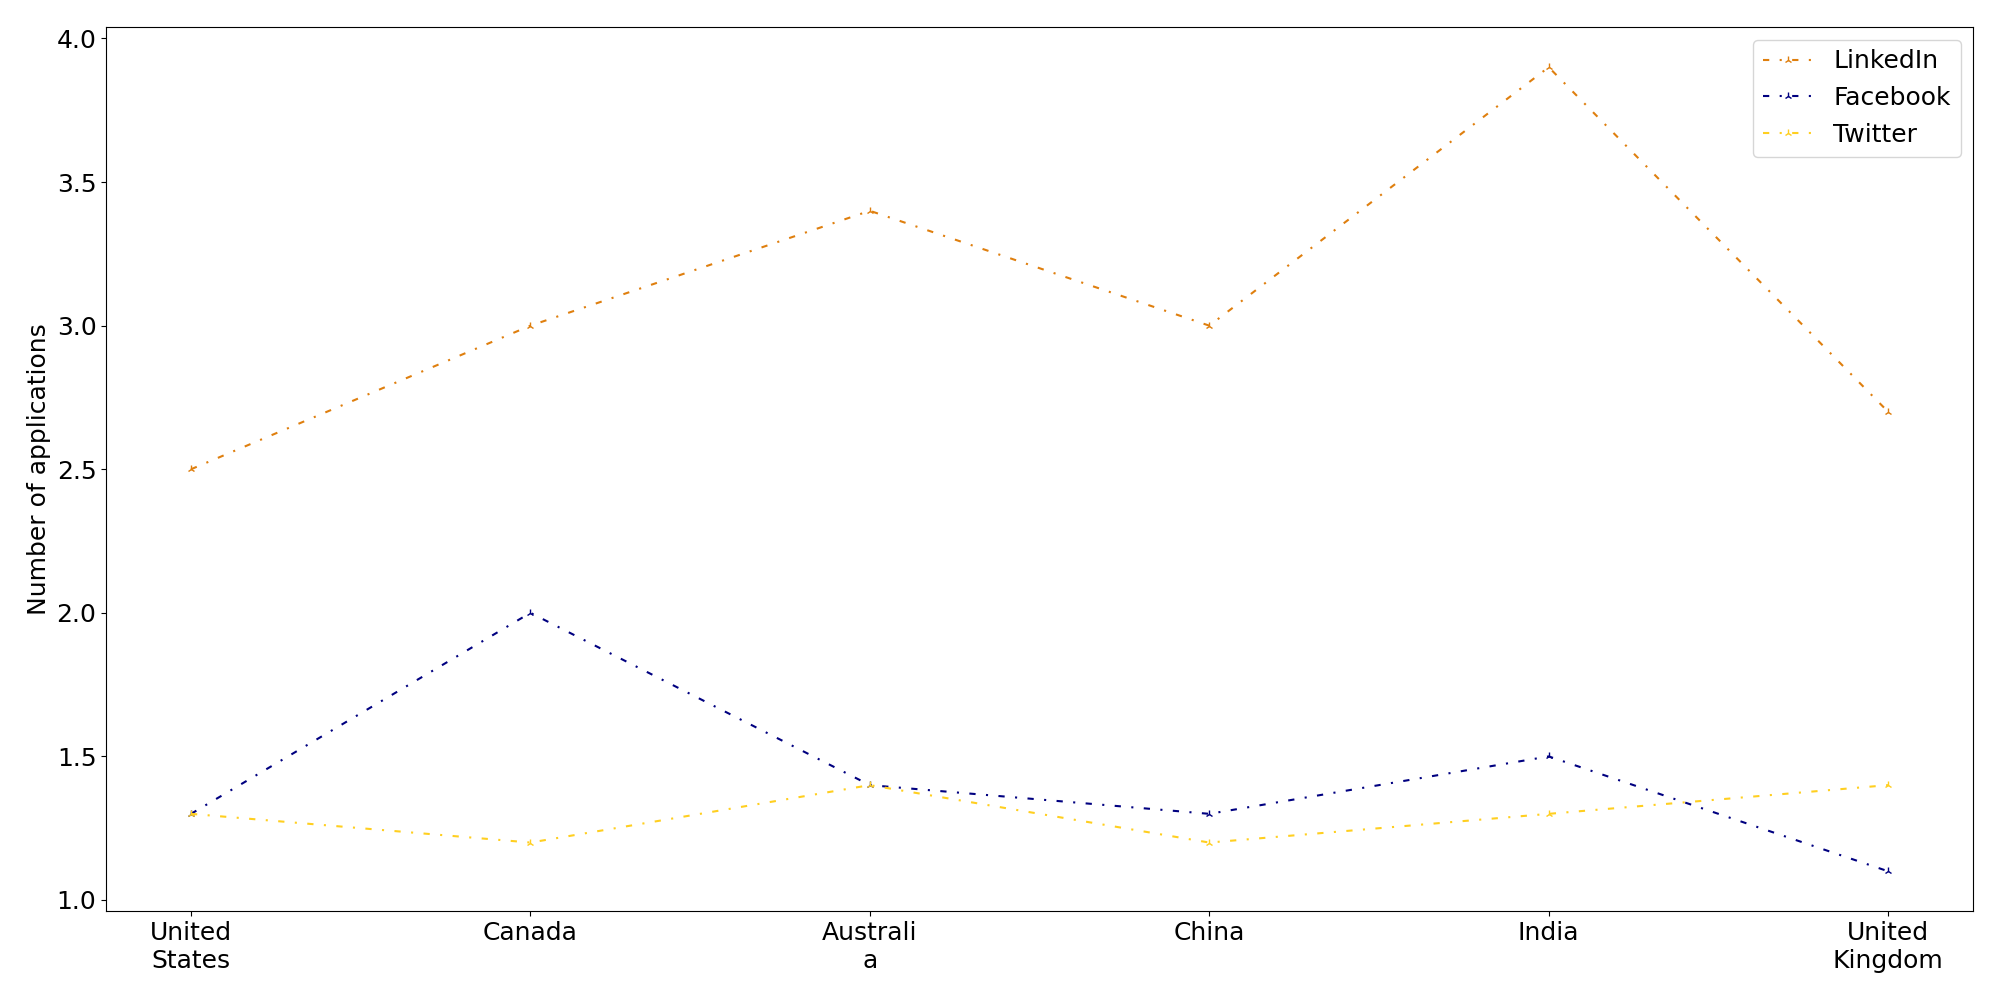 4.0
3.5
3.0
2.5
2.0
1.5
1.0
Number of applications
LinkedIn
Facebook
Twitter
United
States
Canada
Australi
a
China
India
United
Kingdom